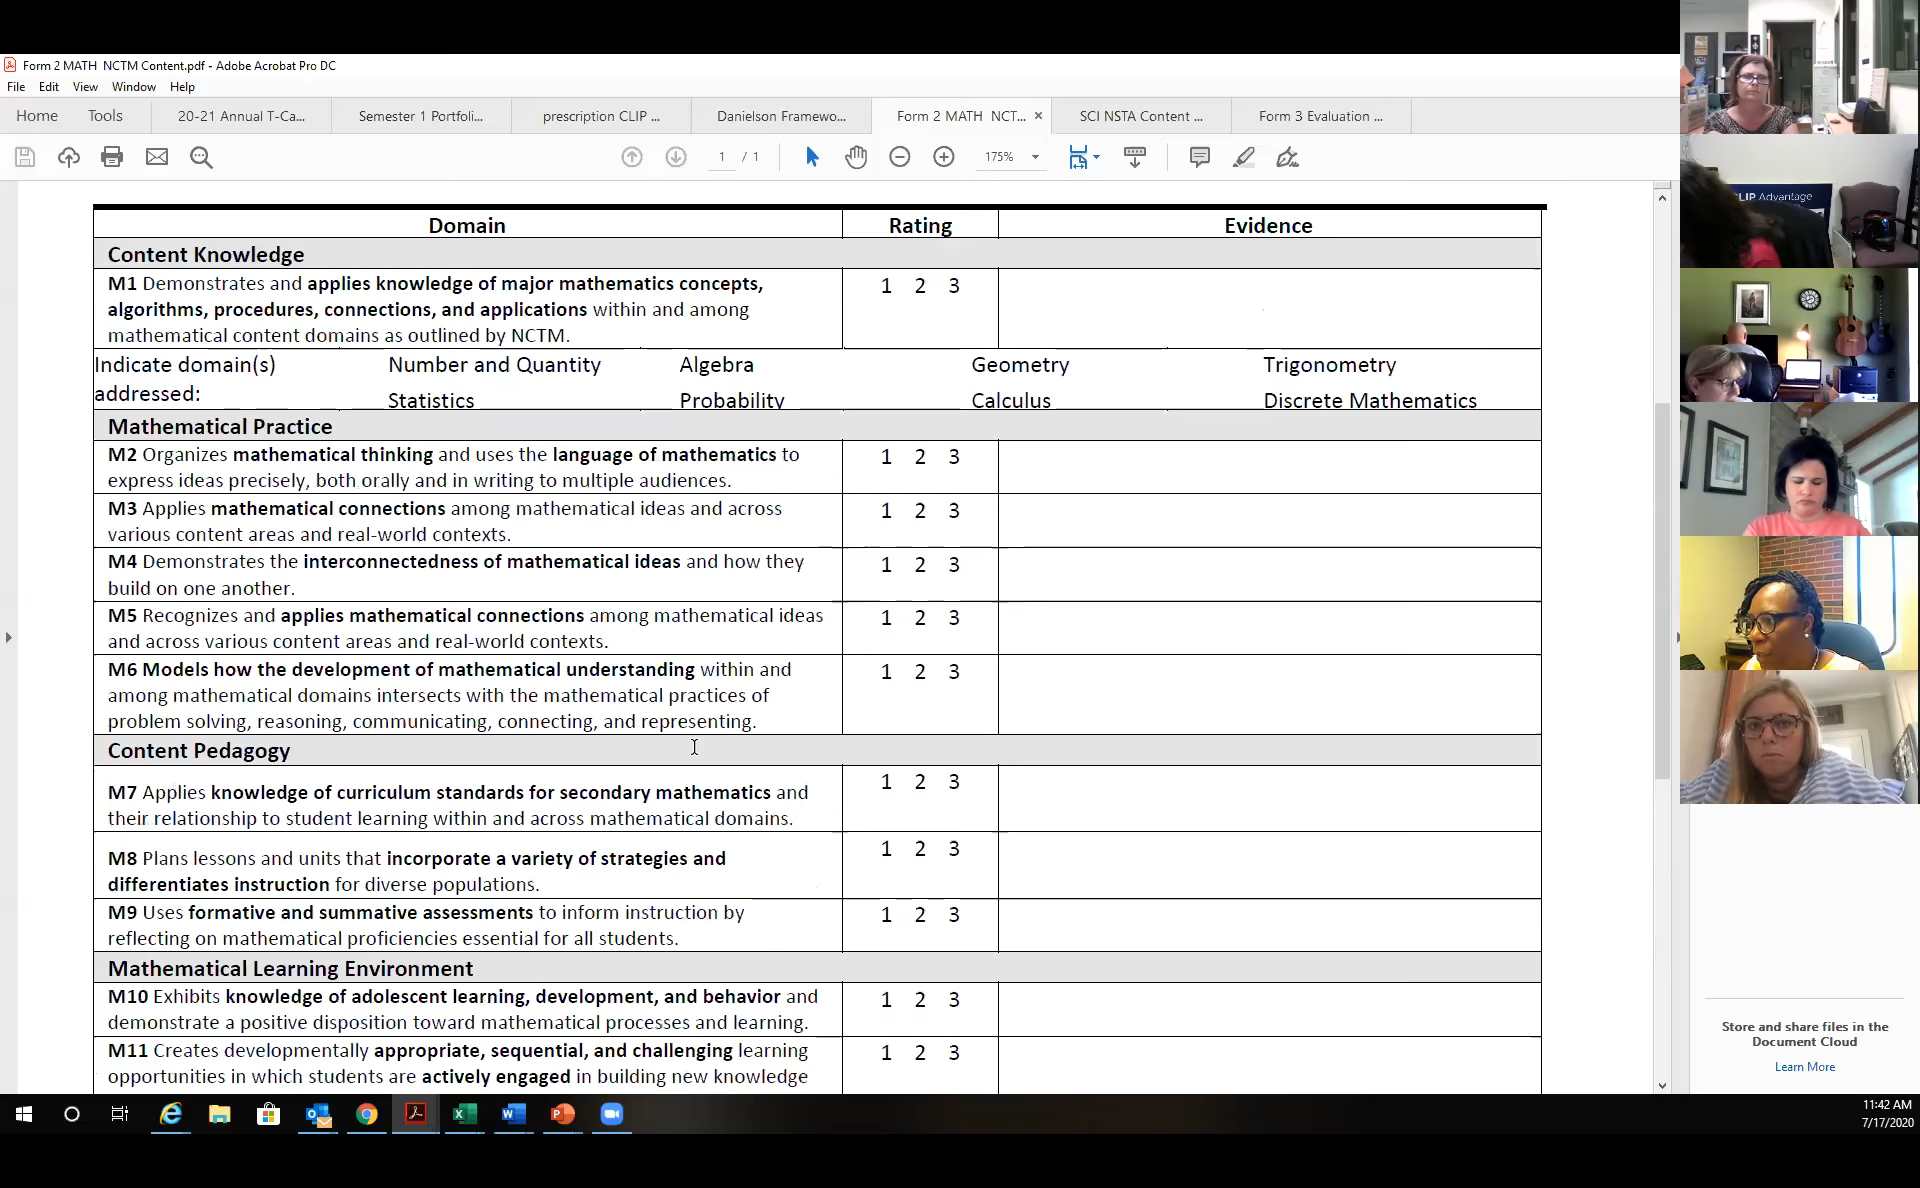 Form 2 MATH  NCTM Content.pdf - Adobe Acrobat Pro DC
File Edit View Window Help
Home Tools 20-21 Annual T-Ca... Semester 1 Portfoli... prescription CLIP ... Danielson Framewo... Form 2 MATH  NCT... × SCI NSTA Content ... Form 3 Evaluation ...
1 / 1 175%
Domain Rating Evidence
Content Knowledge
M1 Demonstrates and applies knowledge of major mathematics concepts, 1 2 3
algorithms, procedures, connections, and applications within and among
mathematical content domains as outlined by NCTM.
Indicate domain(s) Number and Quantity Algebra Geometry Trigonometry
addressed: Statistics Probability Calculus Discrete Mathematics
Mathematical Practice
M2 Organizes mathematical thinking and uses the language of mathematics to 1 2 3
express ideas precisely, both orally and in writing to multiple audiences.
M3 Applies mathematical connections among mathematical ideas and across 1 2 3
various content areas and real-world contexts.
M4 Demonstrates the interconnectedness of mathematical ideas and how they 1 2 3
build on one another.
M5 Recognizes and applies mathematical connections among mathematical ideas 1 2 3
and across various content areas and real-world contexts.
M6 Models how the development of mathematical understanding within and 1 2 3
among mathematical domains intersects with the mathematical practices of
problem solving, reasoning, communicating, connecting, and representing.
Content Pedagogy
M7 Applies knowledge of curriculum standards for secondary mathematics and 1 2 3
their relationship to student learning within and across mathematical domains.
M8 Plans lessons and units that incorporate a variety of strategies and 1 2 3
differentiates instruction for diverse populations.
M9 Uses formative and summative assessments to inform instruction by 1 2 3
reflecting on mathematical proficiencies essential for all students.
Mathematical Learning Environment
M10 Exhibits knowledge of adolescent learning, development, and behavior and 1 2 3
demonstrate a positive disposition toward mathematical processes and learning.
M11 Creates developmentally appropriate, sequential, and challenging learning 1 2 3
opportunities in which students are actively engaged in building new knowledge
CLIP Advantage
Store and share files in the
Document Cloud
Learn More
11:42 AM
7/17/2020